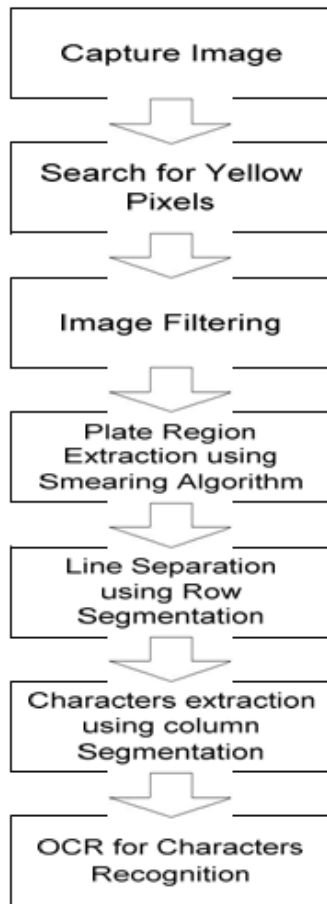 Capture Image
Search for Yellow
Pixels
Image Filtering
Plate Region
Extraction using
Smearing Algorithm
Line Separation
using Row
Segmentation
Characters extraction
using column
Segmentation
OCR for Characters
Recognition